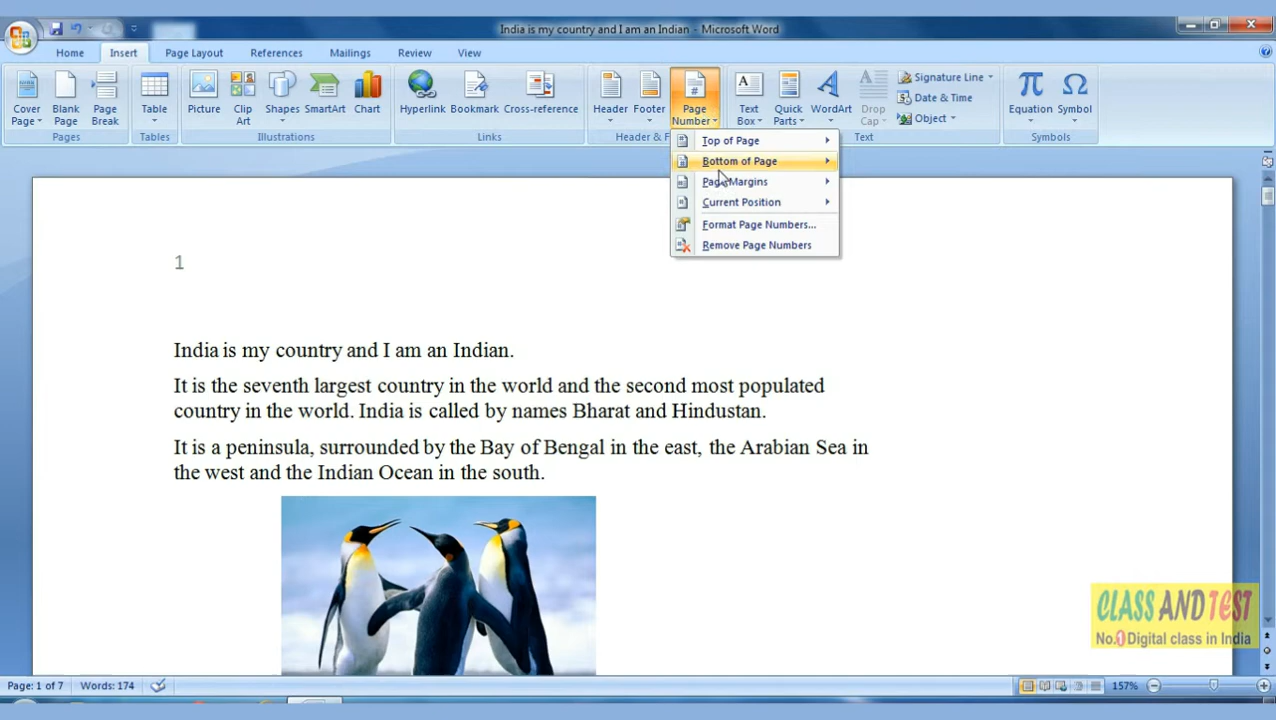 India is my country and I am an Indian - Microsoft Word
Home Insert Page Layout References Mailings Review View
Cover Page Blank Page Page Break Table Picture Clip Art Shapes SmartArt Chart Hyperlink Bookmark Cross-reference Header Footer Page Number Text Box Quick Parts WordArt Drop Cap Signature Line Equation Symbol
Date & Time
Object
Pages Tables Illustrations Links Header & F Text Symbols
Top of Page
Bottom of Page
Page Margins
Current Position
Format Page Numbers...
Remove Page Numbers
1
India is my country and I am an Indian.
It is the seventh largest country in the world and the second most populated
country in the world. India is called by names Bharat and Hindustan.
It is a peninsula, surrounded by the Bay of Bengal in the east, the Arabian Sea in
the west and the Indian Ocean in the south.
CLASS AND TEST
No.1 Digital class in India
Page: 1 of 7 Words: 174 157%